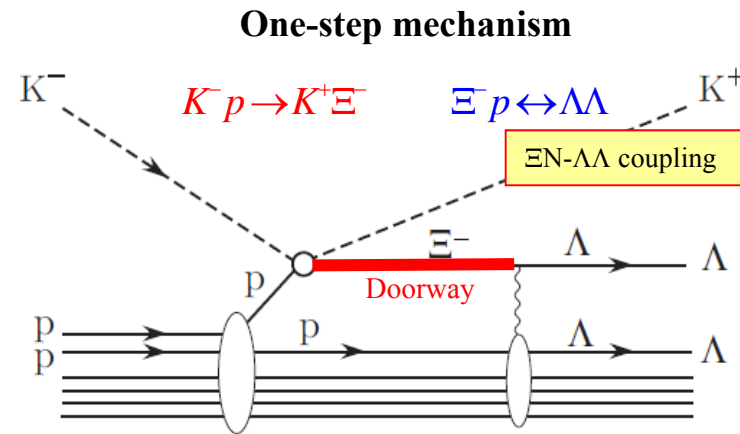 One-step mechanism
K⁻ K⁻p→K⁺Ξ⁻ Ξ⁻p↔ΛΛ K⁺
ΞN-ΛΛ coupling
Ξ⁻ Λ Λ
p Doorway
p p Λ Λ
p